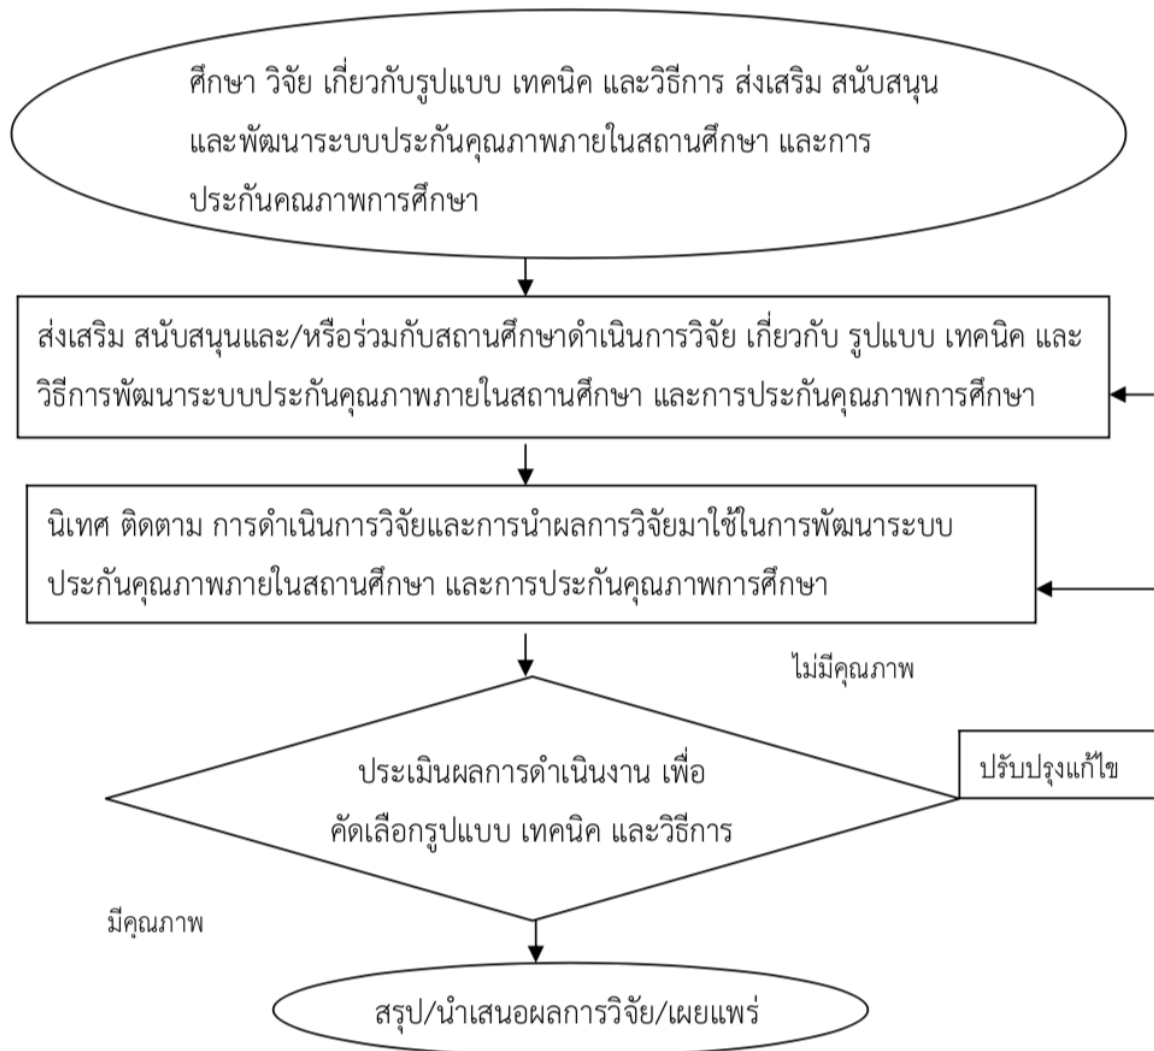 ศึกษา วิจัย เกี่ยวกับรูปแบบ เทคนิค และวิธีการ ส่งเสริม สนับสนุน
และพัฒนาระบบประกันคุณภาพภายในสถานศึกษา และการ
ประกันคณภาพการศึกษา
ส่งเสริม สนับสนุนและ/หรือร่วมกับสถานศึกษาดำเนินการวิจัย เกี่ยวกับ รูปแบบ เทคนิค และ
วิธีการพัฒนาระบบประกันคุณภาพภายในสถานศึกษา และการประกันคุณภาพการศึกษา
นิเทศ ติดตาม การดำเนินการวิจัยและการนำผลการวิจัยมาใช้ในการพัฒนาระบบ
ประกันคุณภาพภายในสถานศึกษา และการประกันคุณภาพการศึกษา
ไม่มีคุณภาพ
ประเมินผลการดำเนินงาน เพื่อ
คัดเลือกรูปแบบ เทคนิค และวิธีการ
ปรับปรุงแก้ไข
มีคุณภาพ
สรุป/นำเสนอผลการวิจัย/เผยแพร่